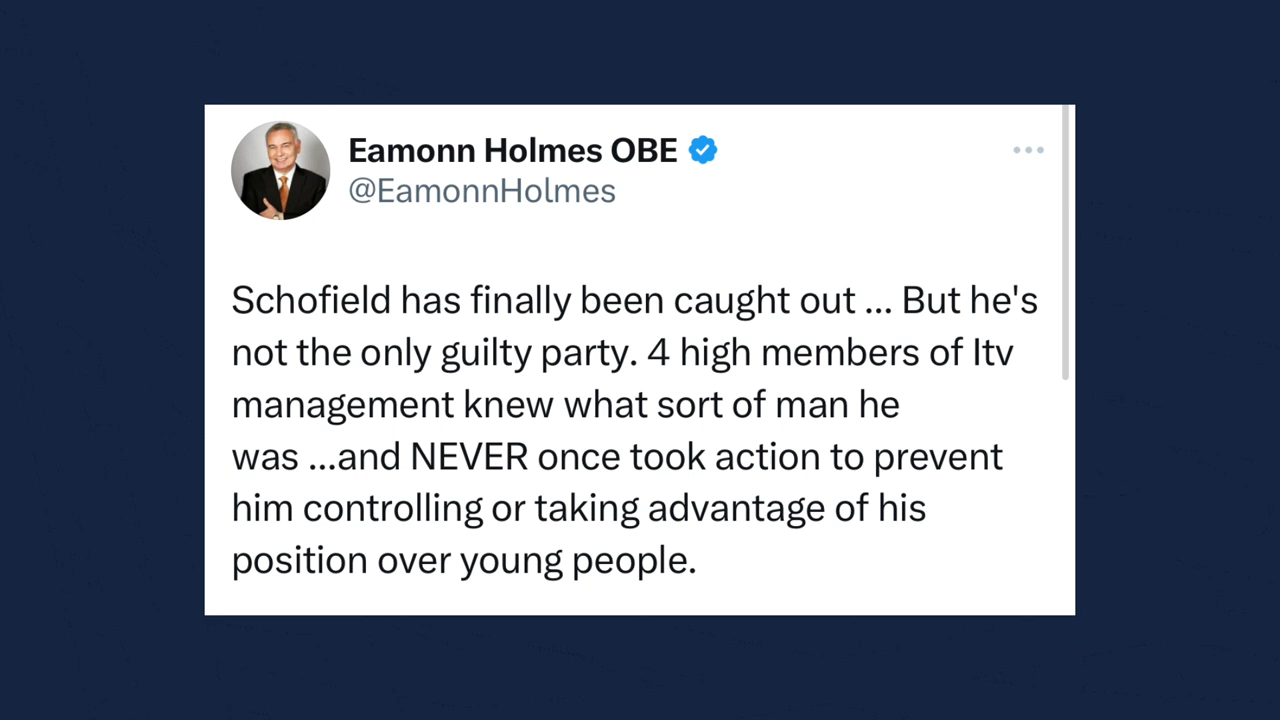 Eamonn Holmes OBE
@EamonnHolmes
Schofield has finally been caught out ... But he's
not the only guilty party. 4 high members of Itv
management knew what sort of man he
was ...and NEVER once took action to prevent
him controlling or taking advantage of his
position over young people.